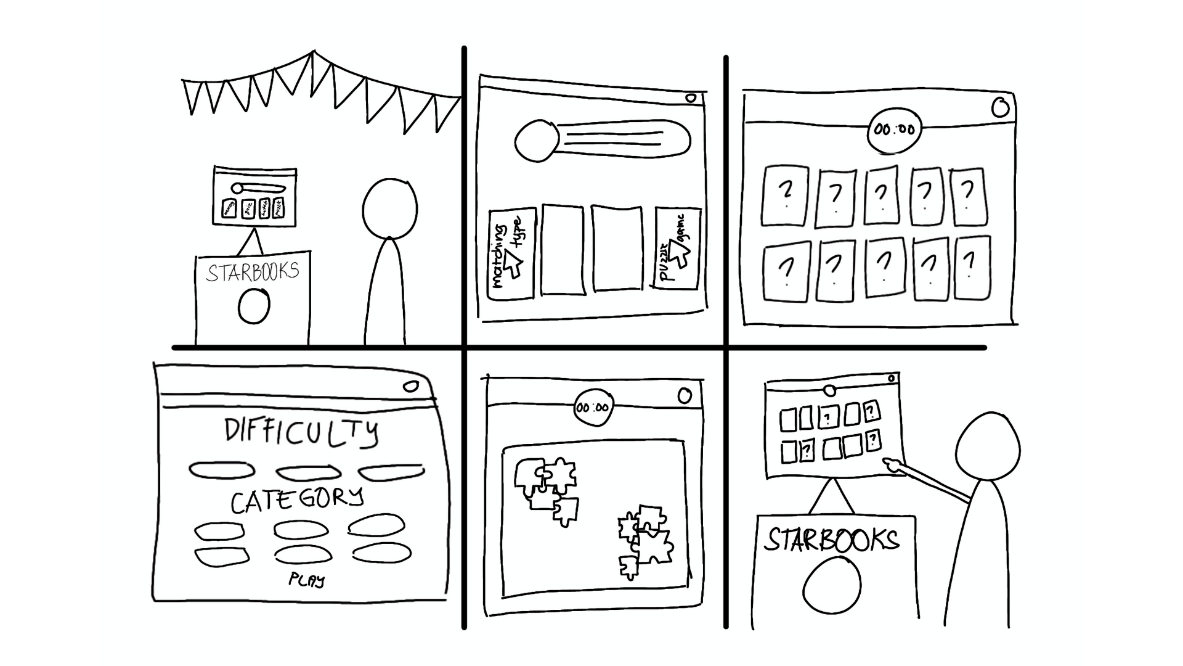 STARBOOKS
matching
type
puzzle
game
00:00
? ? ? ? ?
? ? ? ? ?
DIFFICULTY
CATEGORY
PLAY
00:00
? ?
? ?
STARBOOKS